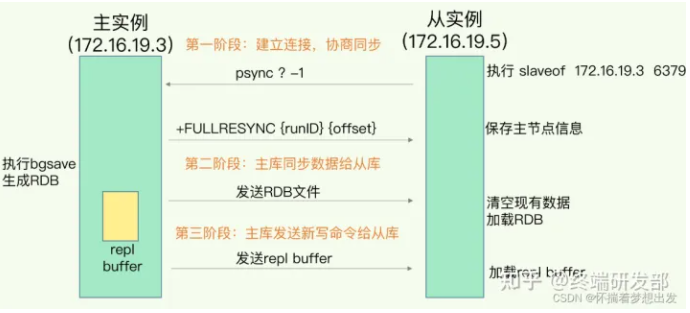 主实例
(172.16.19.3)
从实例
(172.16.19.5)
第一阶段：建立连接，协商同步
psync ? -1
执行 slaveof 172.16.19.3 6379
+FULLRESYNC {runID} {offset}
保存主节点信息
执行bgsave
生成RDB
第二阶段：主库同步数据给从库
发送RDB文件
清空现有数据
加载RDB
第三阶段：主库发送新写命令给从库
repl
buffer
发送repl buffer
加载repl buffer
知乎 @终端研发部
CSDN @怀揣着梦想出发